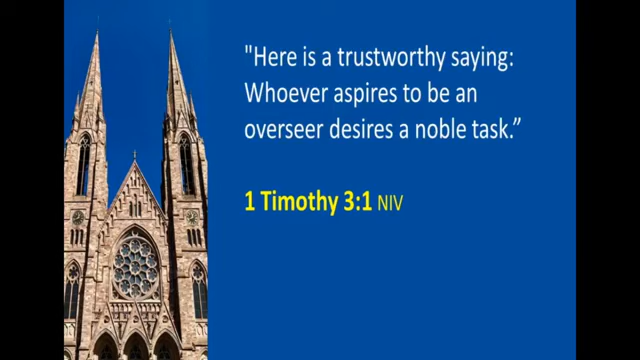 "Here is a trustworthy saying:
Whoever aspires to be an
overseer desires a noble task.”
1 Timothy 3:1 NIV